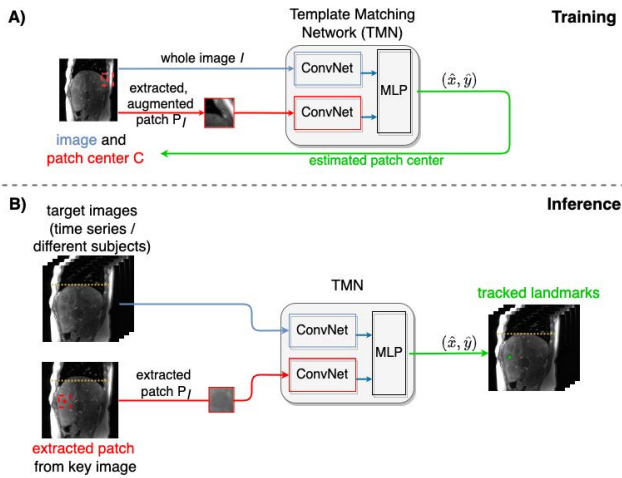 A)
Template Matching
Network (TMN)
Training
whole image I
ConvNet
extracted,
augmented
patch P_I
ConvNet
MLP
(x̂, ŷ)
image and
patch center C
estimated patch center
B)
Inference
target images
(time series /
different subjects)
TMN
tracked landmarks
ConvNet
ConvNet
MLP
(x̂, ŷ)
extracted
patch P_I
extracted patch
from key image